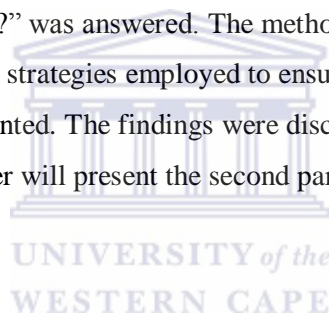 ?” was answered. The metho
strategies employed to ensu
nted. The findings were disc
er will present the second par
UNIVERSITY of the
WESTERN CAPE